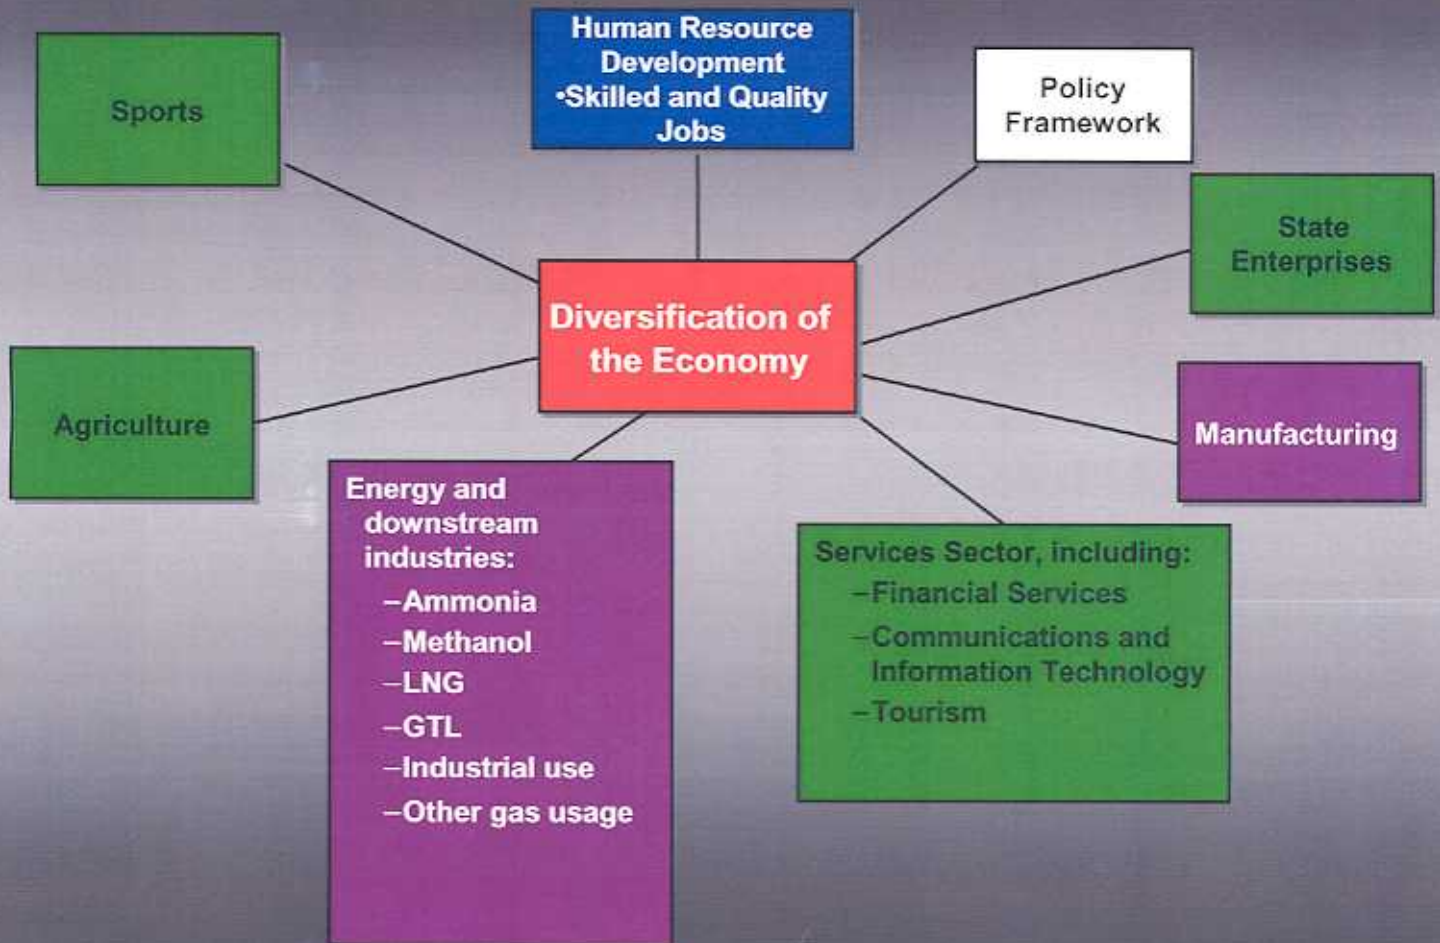 Human Resource
Development
•Skilled and Quality
Jobs
Sports
Policy
Framework
State
Enterprises
Diversification of
the Economy
Agriculture
Manufacturing
Energy and
downstream
industries:
–Ammonia
–Methanol
–LNG
–GTL
–Industrial use
–Other gas usage
Services Sector, including:
–Financial Services
–Communications and
Information Technology
–Tourism